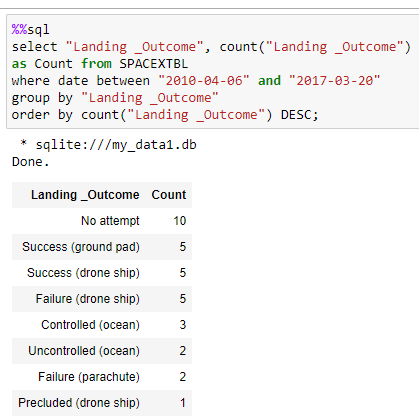 %%sql
select "Landing _Outcome", count("Landing _Outcome")
as Count from SPACEXTBL
where date between "2010-04-06" and "2017-03-20"
group by "Landing _Outcome"
order by count("Landing _Outcome") DESC;
* sqlite:///my_data1.db
Done.
Landing _Outcome Count
No attempt 10
Success (ground pad) 5
Success (drone ship) 5
Failure (drone ship) 5
Controlled (ocean) 3
Uncontrolled (ocean) 2
Failure (parachute) 2
Precluded (drone ship) 1